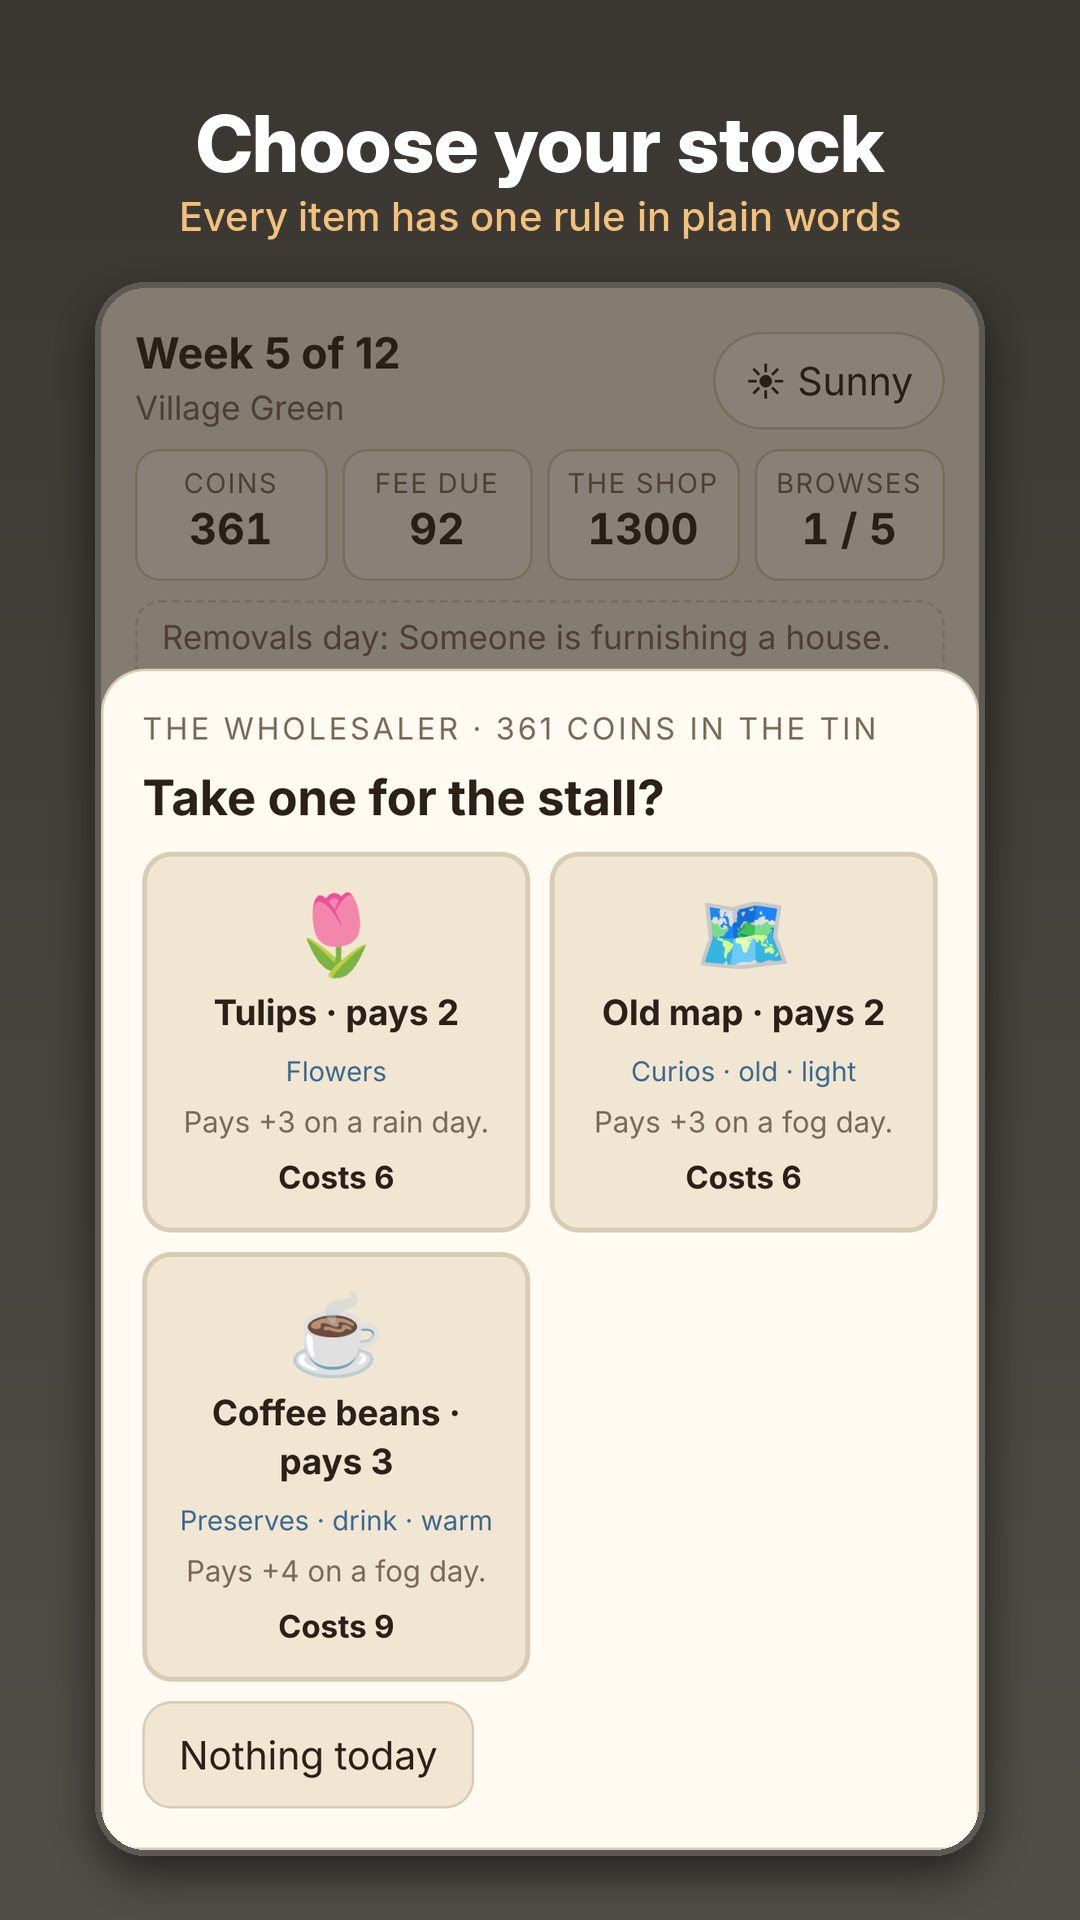 Choose your stock
Every item has one rule in plain words
Week 5 of 12
Village Green
☀ Sunny
COINS
361
FEE DUE
92
THE SHOP
1300
BROWSES
1 / 5
Removals day: Someone is furnishing a house.
THE WHOLESALER · 361 COINS IN THE TIN
Take one for the stall?
Tulips · pays 2
Flowers
Pays +3 on a rain day.
Costs 6
Old map · pays 2
Curios · old · light
Pays +3 on a fog day.
Costs 6
Coffee beans ·
pays 3
Preserves · drink · warm
Pays +4 on a fog day.
Costs 9
Nothing today